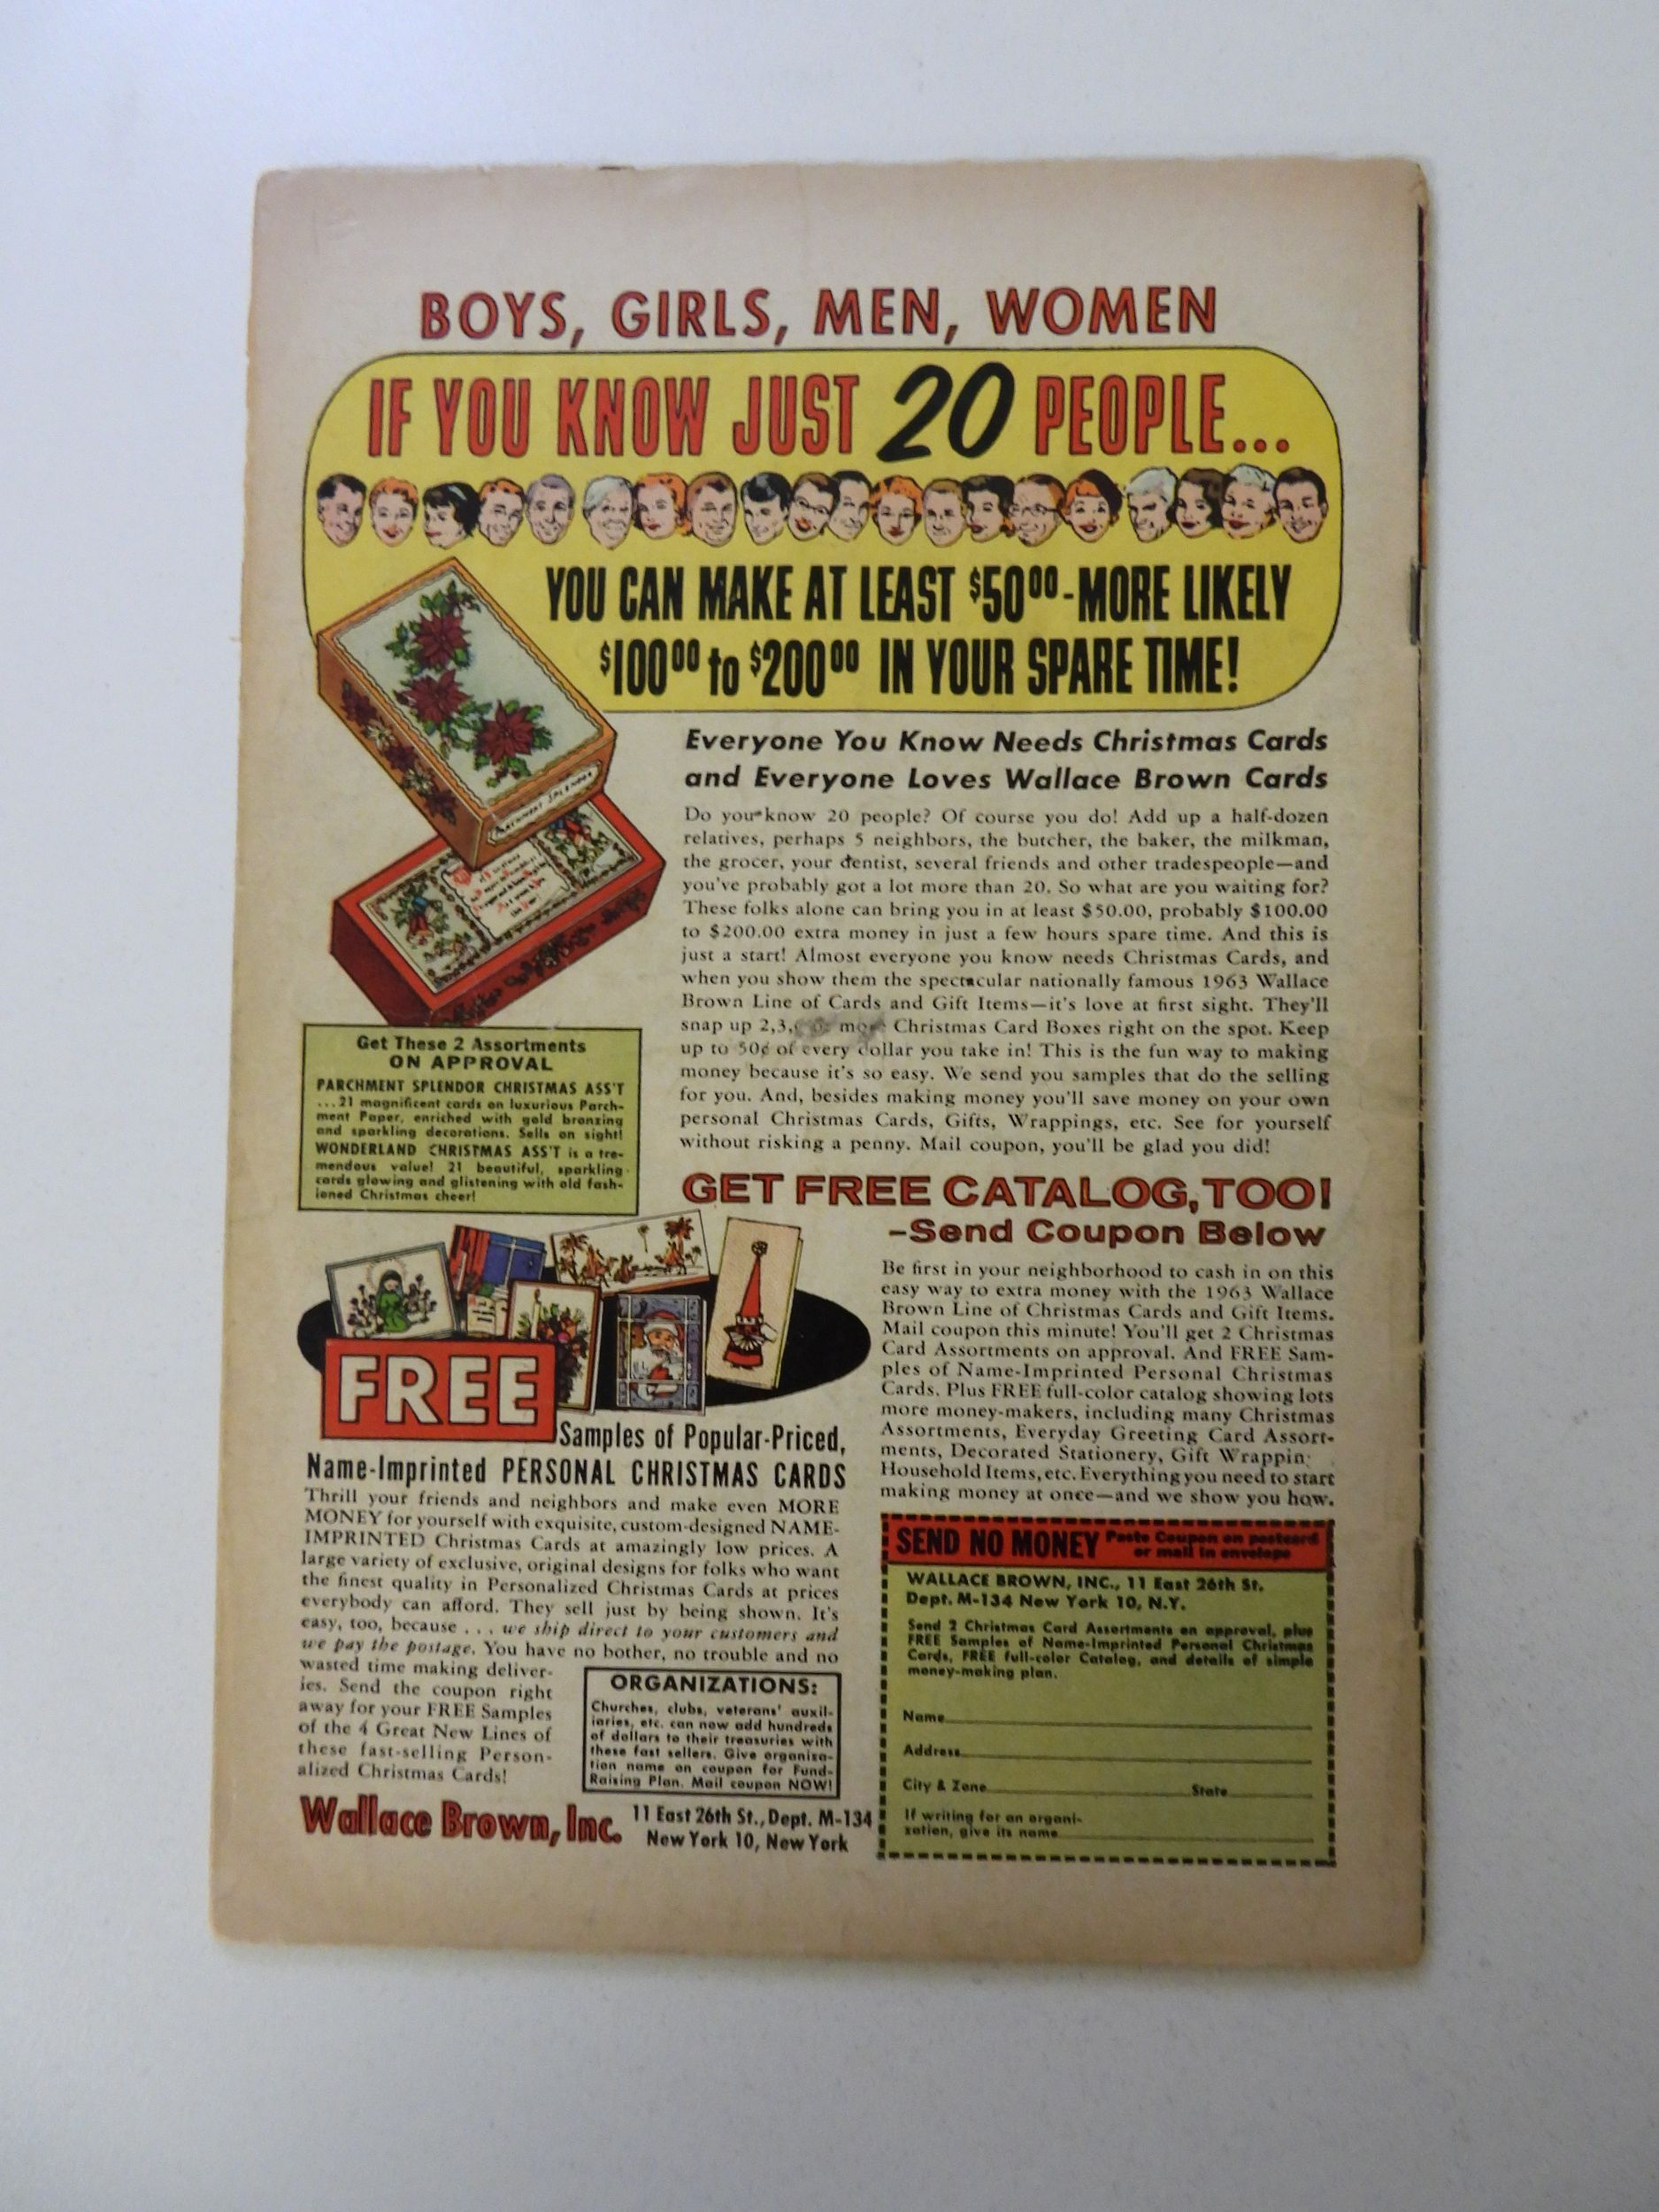 BOYS, GIRLS, MEN, WOMEN
IF YOU KNOW JUST 20 PEOPLE...
YOU CAN MAKE AT LEAST $50⁰⁰-MORE LIKELY
$100⁰⁰ to $200⁰⁰ IN YOUR SPARE TIME!
PARCHMENT SPLENDOR
Everyone You Know Needs Christmas Cards
and Everyone Loves Wallace Brown Cards
Do you know 20 people? Of course you do! Add up a half-dozen
relatives, perhaps 5 neighbors, the butcher, the baker, the milkman,
the grocer, your dentist, several friends and other tradespeople—and
you've probably got a lot more than 20. So what are you waiting for?
These folks alone can bring you in at least $50.00, probably $100.00
to $200.00 extra money in just a few hours spare time. And this is
just a start! Almost everyone you know needs Christmas Cards, and
when you show them the spectacular nationally famous 1963 Wallace
Brown Line of Cards and Gift Items—it's love at first sight. They'll
snap up 2,3, more Christmas Card Boxes right on the spot. Keep
up to 50¢ of every dollar you take in! This is the fun way to making
money because it's so easy. We send you samples that do the selling
for you. And, besides making money you'll save money on your own
personal Christmas Cards, Gifts, Wrappings, etc. See for yourself
without risking a penny. Mail coupon, you'll be glad you did!
Get These 2 Assortments
ON APPROVAL
PARCHMENT SPLENDOR CHRISTMAS ASS'T
...21 magnificent cards on luxurious Parch-
ment Paper, enriched with gold bronzing
and sparkling decorations. Sells on sight!
WONDERLAND CHRISTMAS ASS'T is a tre-
mendous value! 21 beautiful, sparkling
cards glowing and glistening with old fash-
ioned Christmas cheer!
GET FREE CATALOG, TOO!
-Send Coupon Below
Be first in your neighborhood to cash in on this
easy way to extra money with the 1963 Wallace
Brown Line of Christmas Cards and Gift Items.
Mail coupon this minute! You'll get 2 Christmas
Card Assortments on approval. And FREE Sam-
ples of Name-Imprinted Personal Christmas
Cards. Plus FREE full-color catalog showing lots
more money-makers, including many Christmas
Assortments, Everyday Greeting Card Assort-
ments, Decorated Stationery, Gift Wrappin
Household Items, etc. Everything you need to start
making money at once—and we show you how.
FREE
Samples of Popular-Priced,
Name-Imprinted PERSONAL CHRISTMAS CARDS
Thrill your friends and neighbors and make even MORE
MONEY for yourself with exquisite, custom-designed NAME-
IMPRINTED Christmas Cards at amazingly low prices. A
large variety of exclusive, original designs for folks who want
the finest quality in Personalized Christmas Cards at prices
everybody can afford. They sell just by being shown. It's
easy, too, because . . . we ship direct to your customers and
we pay the postage. You have no bother, no trouble and no
wasted time making deliver-
ies. Send the coupon right
away for your FREE Samples
of the 4 Great New Lines of
these fast-selling Person-
alized Christmas Cards!
ORGANIZATIONS:
Churches, clubs, veterans' auxil-
iaries, etc. can now add hundreds
of dollars to their treasuries with
these fast sellers. Give organiza-
tion name on coupon for Fund-
Raising Plan. Mail coupon NOW!
Wallace Brown, Inc. 11 East 26th St., Dept. M-134
New York 10, New York
SEND NO MONEY Paste Coupon on postcard
or mail in envelope
WALLACE BROWN, INC., 11 East 26th St.
Dept. M-134 New York 10, N.Y.
Send 2 Christmas Card Assortments on approval, plus
FREE Samples of Name-Imprinted Personal Christmas
Cards, FREE full-color Catalog, and details of simple
money-making plan.
Name
Address
City & Zone State
If writing for an organi-
zation, give its name